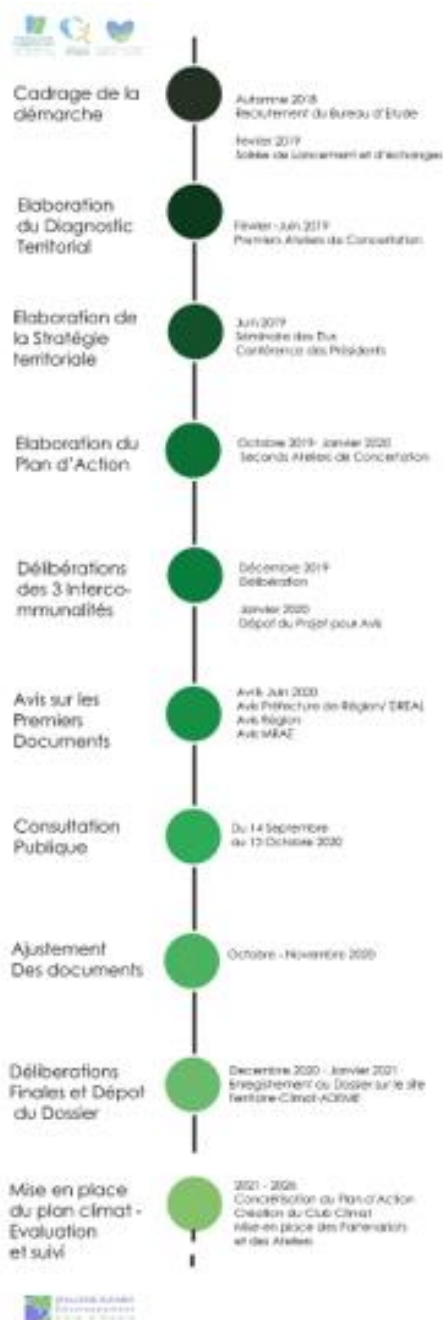 Cadrage de la
démarche
Automne 2018
Recrutement du Bureau d'Etude
Février 2019
Soirée de Lancement et d'échanges
Elaboration
du Diagnostic
Territorial
Février - Juin 2019
Premiers Ateliers de Concertation
Elaboration de
la Stratégie
territoriale
Juin 2019
Séminaire des Elus
Conférence des Présidents
Elaboration du
Plan d'Action
Octobre 2019- Janvier 2020
Seconds Ateliers de Concertation
Délibérations
des 3 Interco-
mmunalités
Décembre 2019
Délibération
Janvier 2020
Dépot du Projet pour Avis
Avis sur les
Premiers
Documents
Avril- Juin 2020
Avis Préfecture de Région/ DREAL
Avis Région
Avis MRAE
Consultation
Publique
Du 14 Septembre
au 15 Octobre 2020
Ajustement
Des documents
Octobre - Novembre 2020
Déliberations
Finales et Dépot
du Dossier
Decembre 2020 - Janvier 2021
Enregistrement du Dossier sur le site
Territoire-Climat-ADEME
Mise en place
du plan climat -
Evaluation
et suivi
2021 - 2026
Concrétisation du Plan d'Action
Création du Club Climat
Mise en place des Partenariats
et des Ateliers